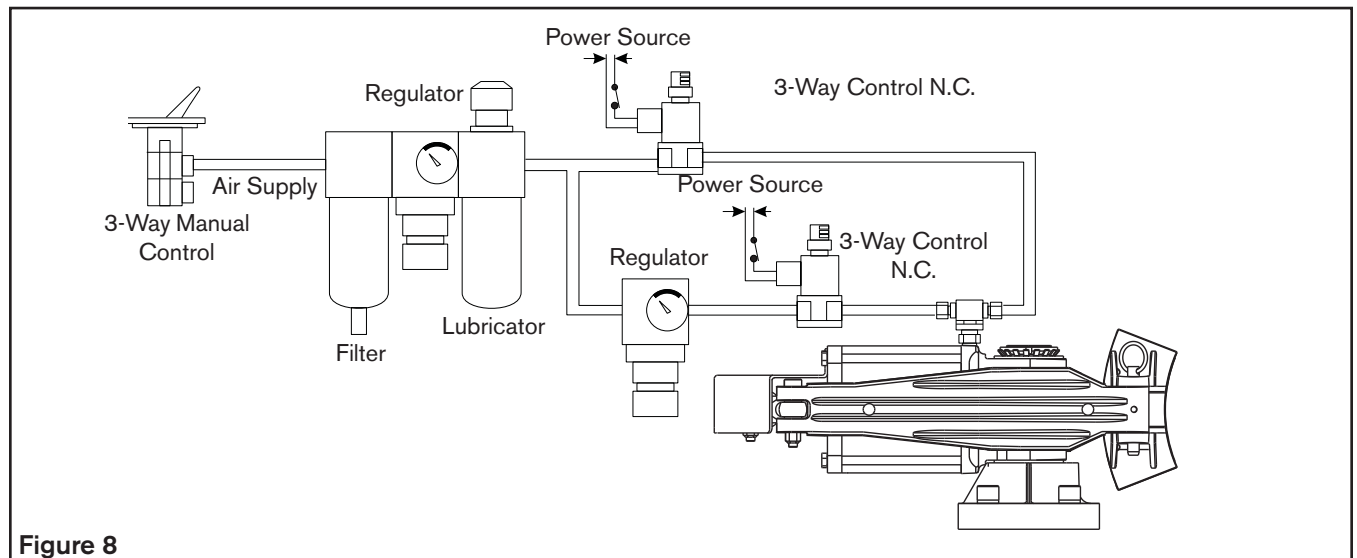 Power Source
3-Way Control N.C.
Regulator
Air Supply
Power Source
3-Way Manual
Control
3-Way Control
N.C.
Regulator
Lubricator
Filter
Figure 8